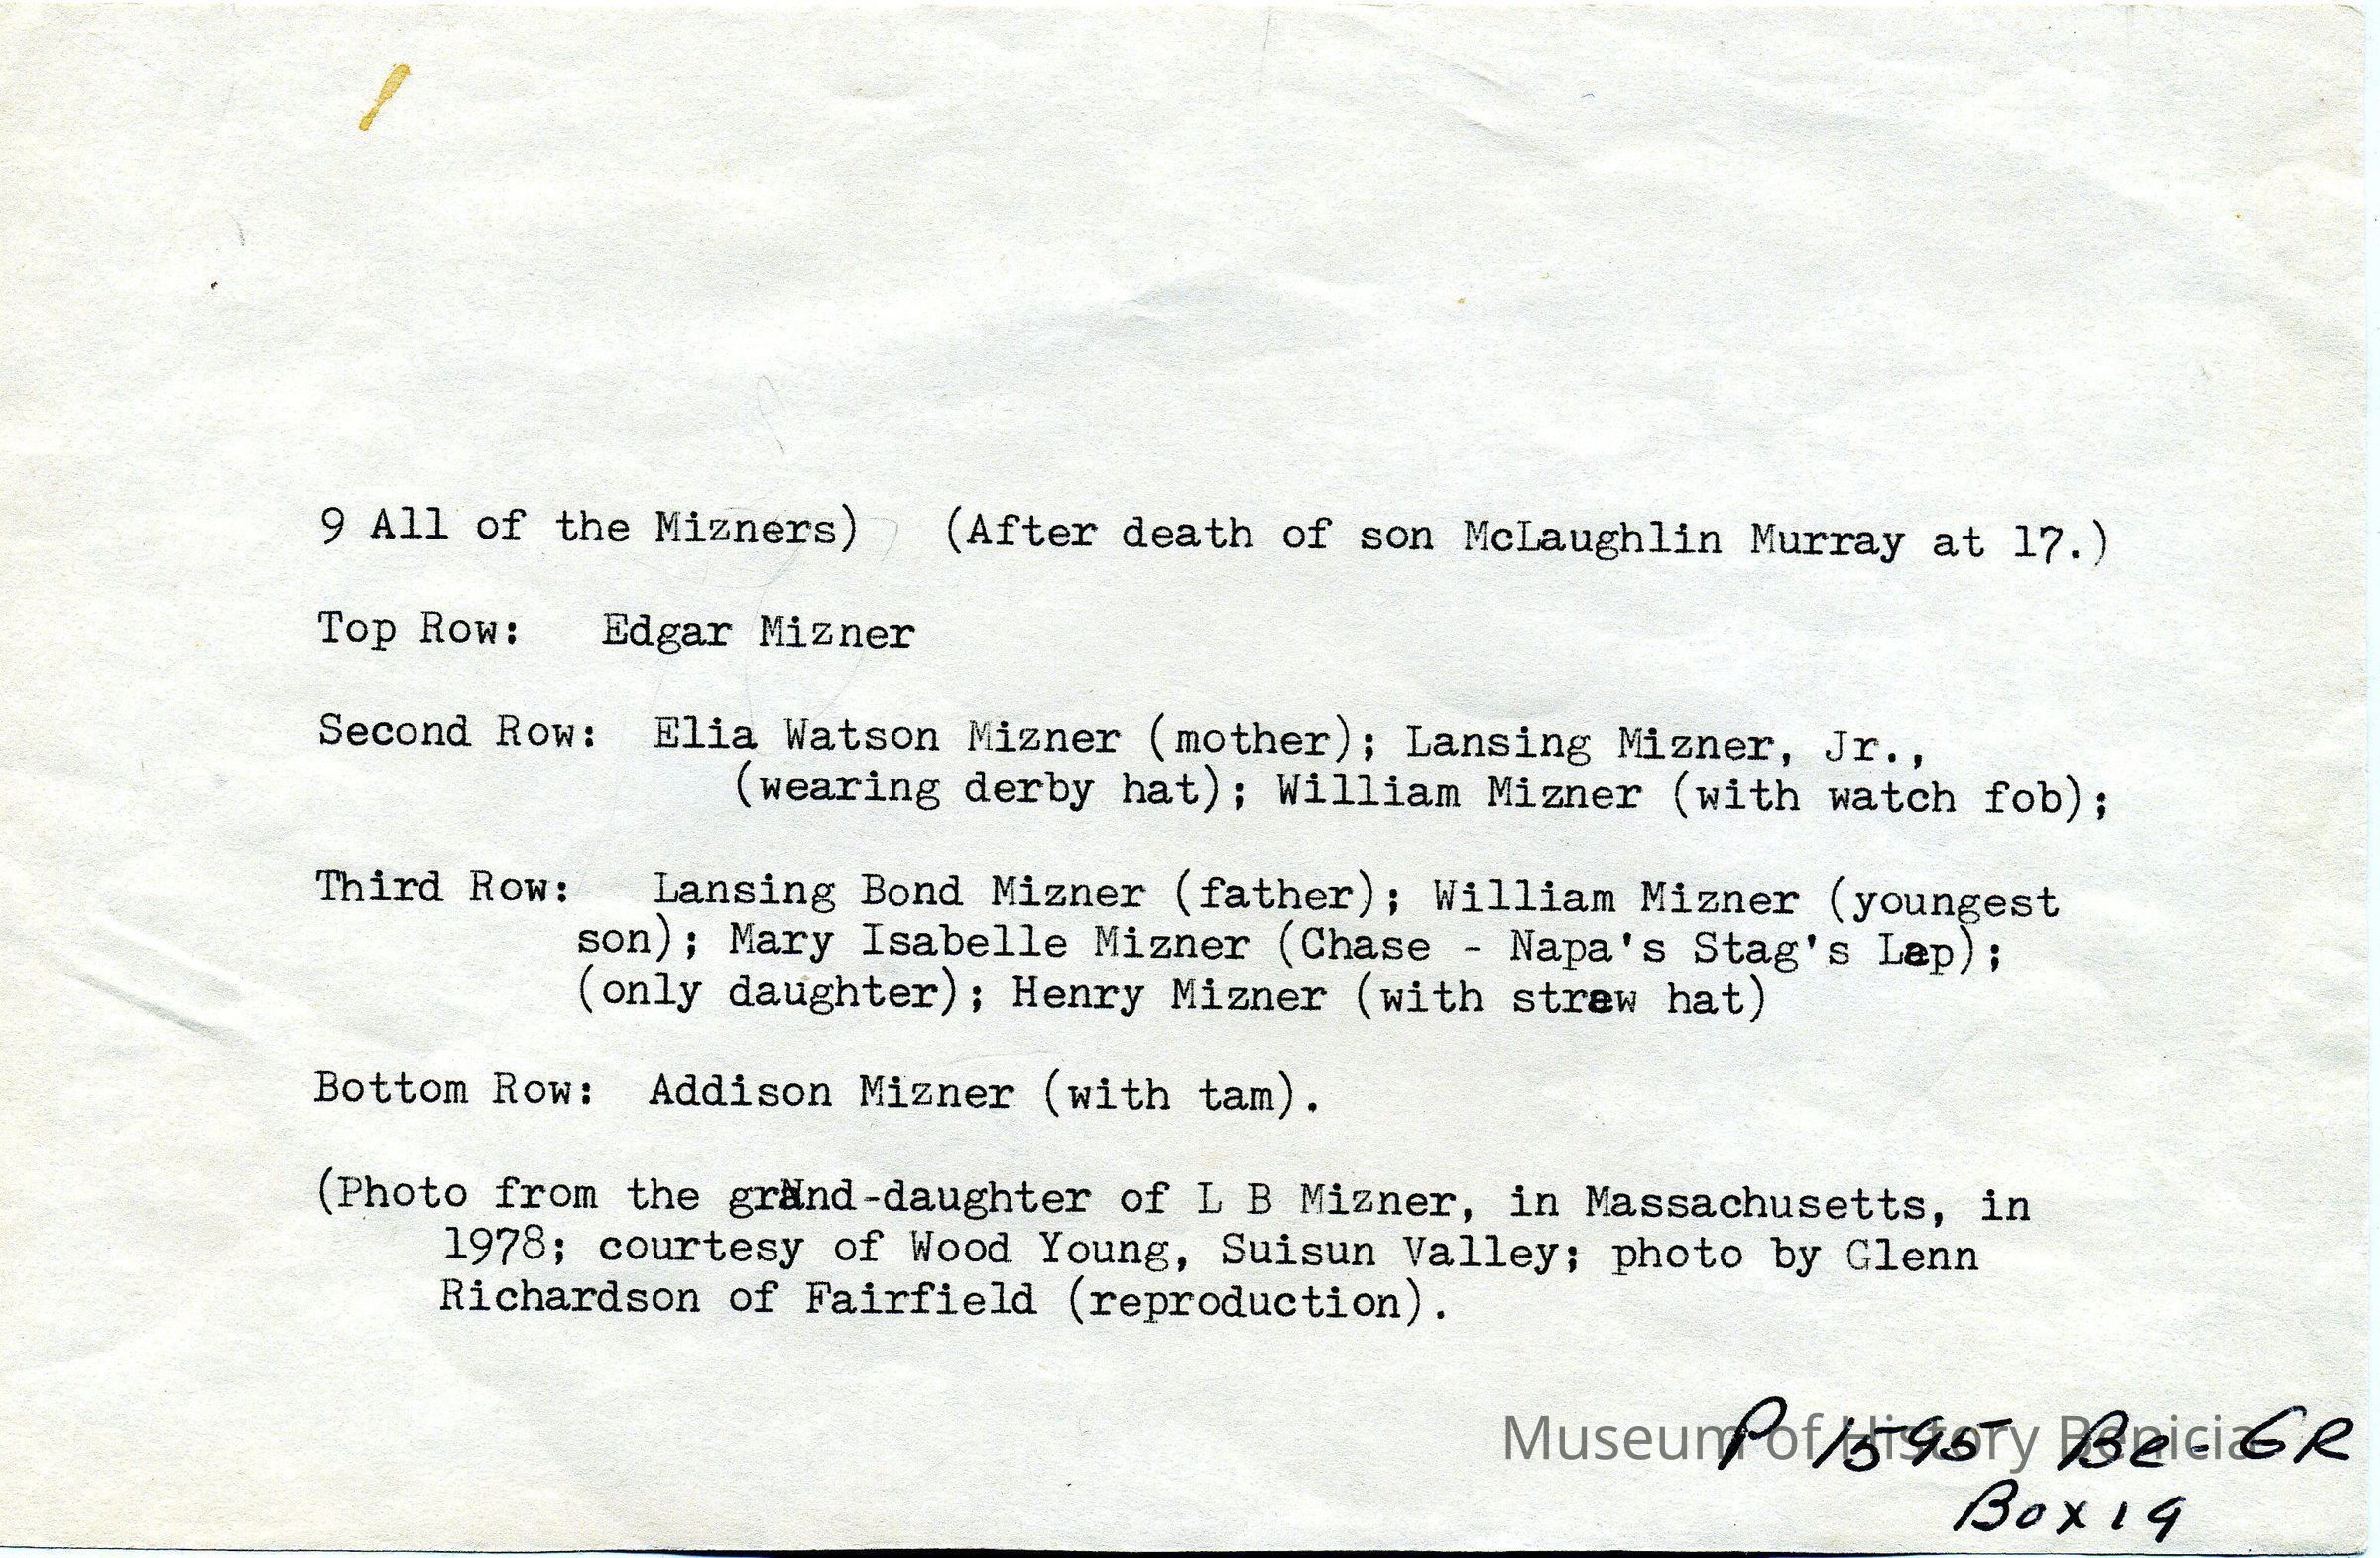 9 All of the Mizners) (After death of son McLaughlin Murray at 17.)
Top Row: Edgar Mizner
Second Row: Elia Watson Mizner (mother); Lansing Mizner, Jr.,
(wearing derby hat); William Mizner (with watch fob);
Third Row: Lansing Bond Mizner (father); William Mizner (youngest
son); Mary Isabelle Mizner (Chase - Napa's Stag's Lap);
(only daughter); Henry Mizner (with straw hat)
Bottom Row: Addison Mizner (with tam).
(Photo from the grand-daughter of L B Mizner, in Massachusetts, in
1978; courtesy of Wood Young, Suisun Valley; photo by Glenn
Richardson of Fairfield (reproduction).
Museum of History Benicia
P 1595 Be-GR
Box 19